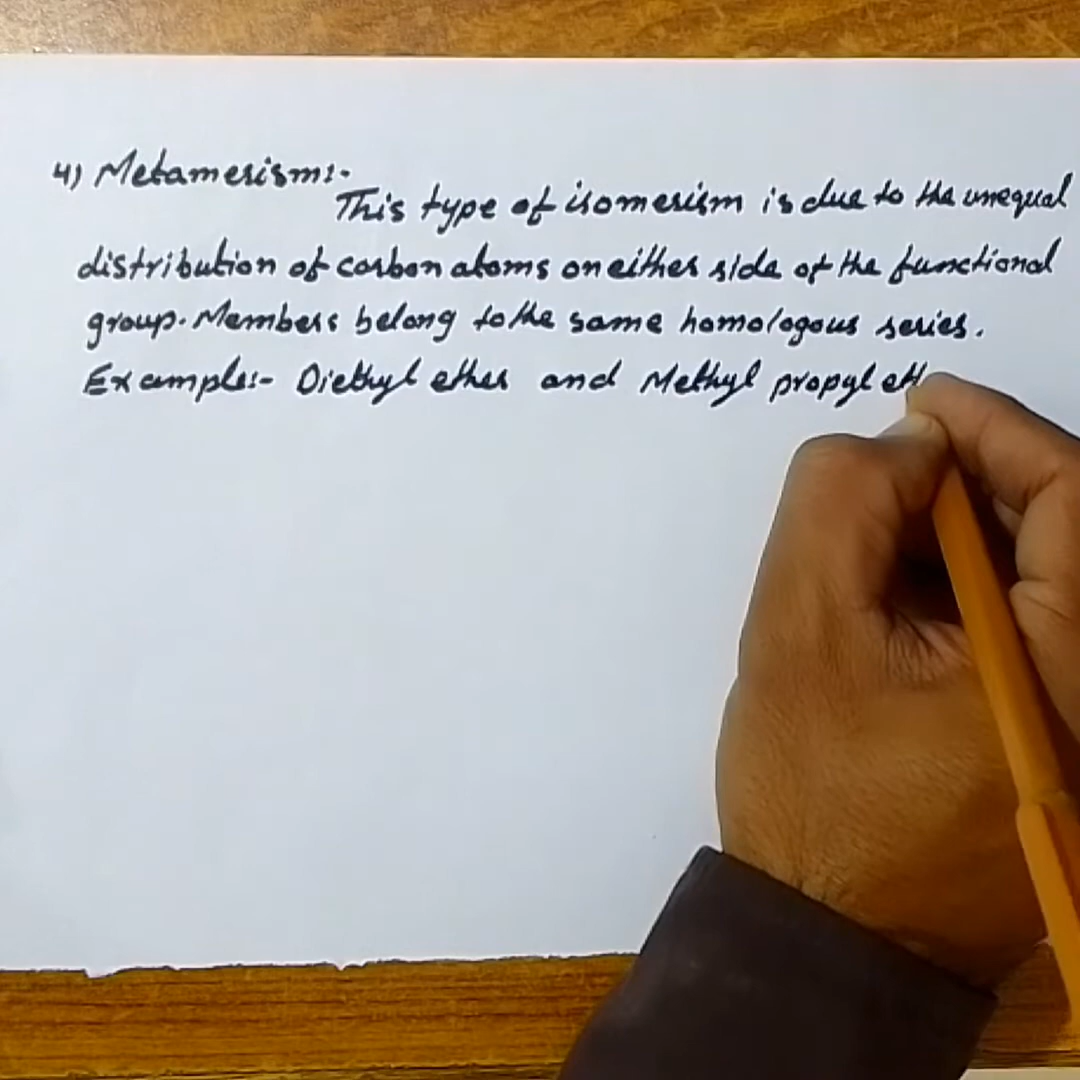 4) Metamerism:-
This type of isomerism is due to the unequal
distribution of carbon atoms on either side of the functional
group. Members belong to the same homologous series.
Example:- Diethyl ether and Methyl propyl eth